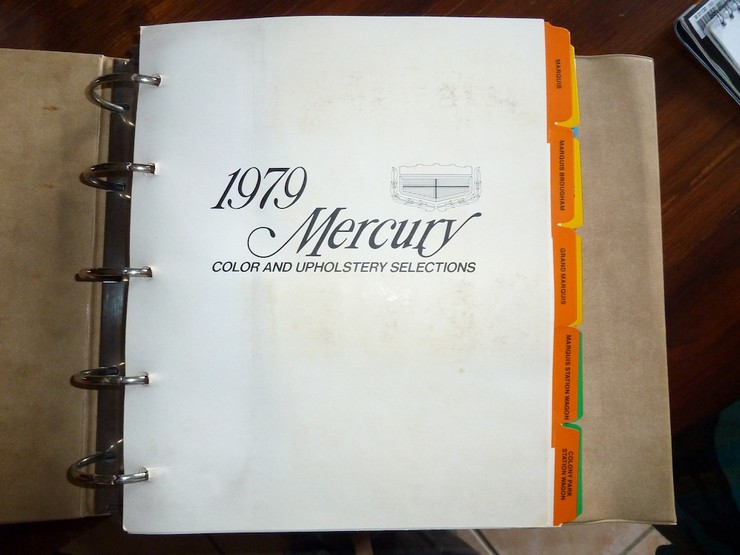 1979
Mercury
COLOR AND UPHOLSTERY SELECTIONS
MARQUIS
MARQUIS BROUGHAM
GRAND MARQUIS
MARQUIS STATION WAGON
COLONY PARK
STATION WAGON